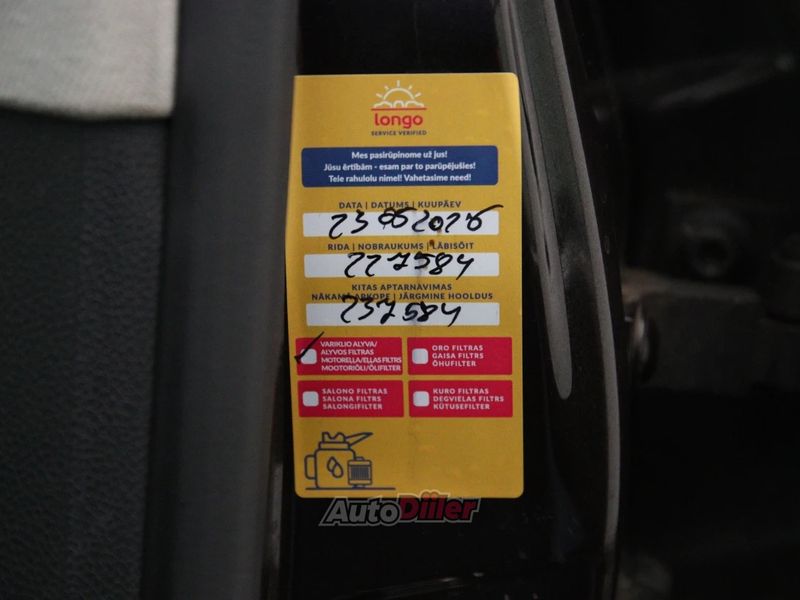 longo
SERVICE VERIFIED
Mes pasirūpinome už jus!
Jūsu ērtībām - esam par to parūpējušies!
Teie rahulolu nimel! Vahetasime need!
DATA | DATUMS | KUUPÄEV
RIDA | NOBRAUKUMS | LÄBISÕIT
227584
KITAS APTARNAVIMAS
NĀKAMĀ APKOPE | JÄRGMINE HOOLDUS
237584
VARIKLIO ALYVA/
ALYVOS FILTRAS
MOTORELLA/EĻĻAS FILTRS
MOOTORIÕLI/ÕLIFILTER
ORO FILTRAS
GAISA FILTRS
ÕHUFILTER
SALONO FILTRAS
SALONA FILTRS
SALONGIFILTER
KURO FILTRAS
DEGVIELAS FILTRS
KÜTUSEFILTER
AutoDiiler